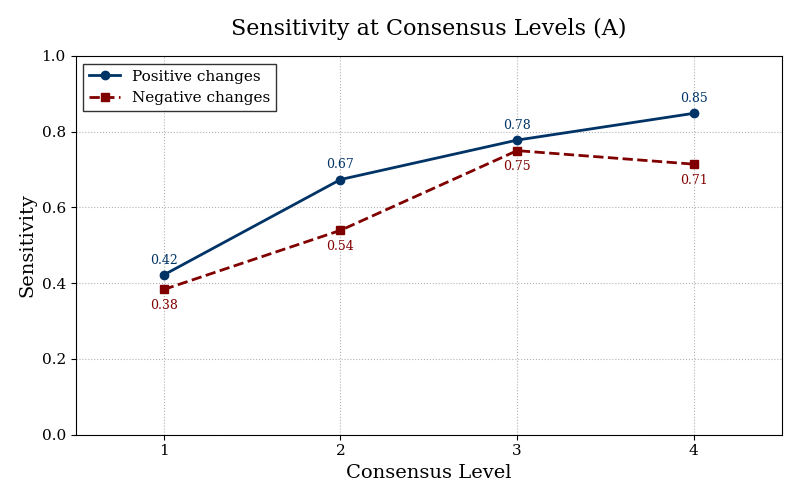 Sensitivity at Consensus Levels (A)
1.0
0.8
0.6
0.4
0.2
0.0
Sensitivity
Positive changes
Negative changes
0.42
0.67
0.78
0.85
0.38
0.54
0.75
0.71
1 2 3 4
Consensus Level